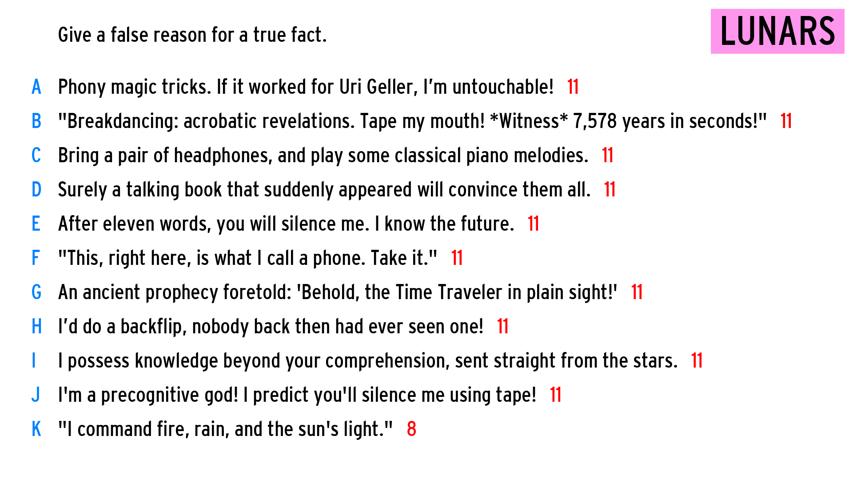 Give a false reason for a true fact.
LUNARS
A Phony magic tricks. If it worked for Uri Geller, I'm untouchable! 11
B "Breakdancing: acrobatic revelations. Tape my mouth! *Witness* 7,578 years in seconds!" 11
C Bring a pair of headphones, and play some classical piano melodies. 11
D Surely a talking book that suddenly appeared will convince them all. 11
E After eleven words, you will silence me. I know the future. 11
F "This, right here, is what I call a phone. Take it." 11
G An ancient prophecy foretold: 'Behold, the Time Traveler in plain sight!' 11
H I'd do a backflip, nobody back then had ever seen one! 11
I I possess knowledge beyond your comprehension, sent straight from the stars. 11
J I'm a precognitive god! I predict you'll silence me using tape! 11
K "I command fire, rain, and the sun's light." 8